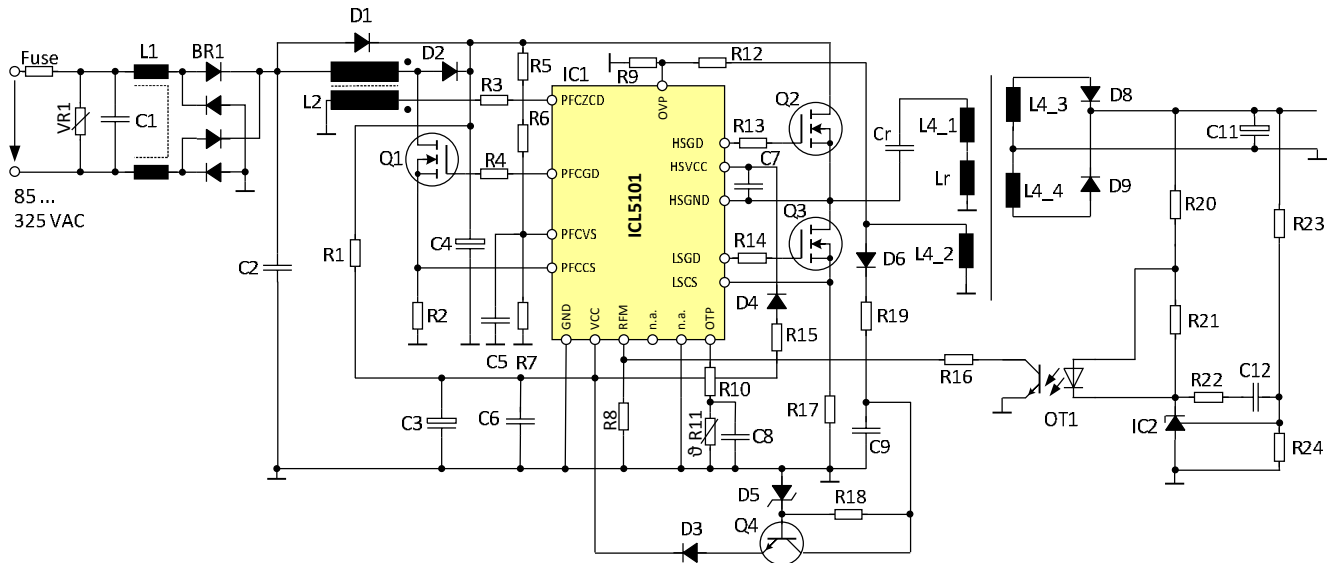 Fuse
L1
BR1
D1
D2
VR1
C1
L2
R3
R5
R6
IC1
R9
R12
Q1
R4
85 ...
325 VAC
C2
R1
C4
R2
C5
R7
C3
C6
PFCZCD
PFCGD
PFCVS
PFCCS
ICL5101
OVP
HSGD
HSVCC
HSGND
LSGD
LSCS
GND
VCC
RFM
n.a.
n.a.
OTP
R13
Q2
C7
Q3
R14
D4
R15
R8
R10
ϑ R11
C8
R17
D6
R19
C9
Cr
L4_1
Lr
L4_2
L4_3
L4_4
D8
D9
C11
R20
R23
R21
R16
OT1
R22
C12
IC2
R24
D5
R18
Q4
D3